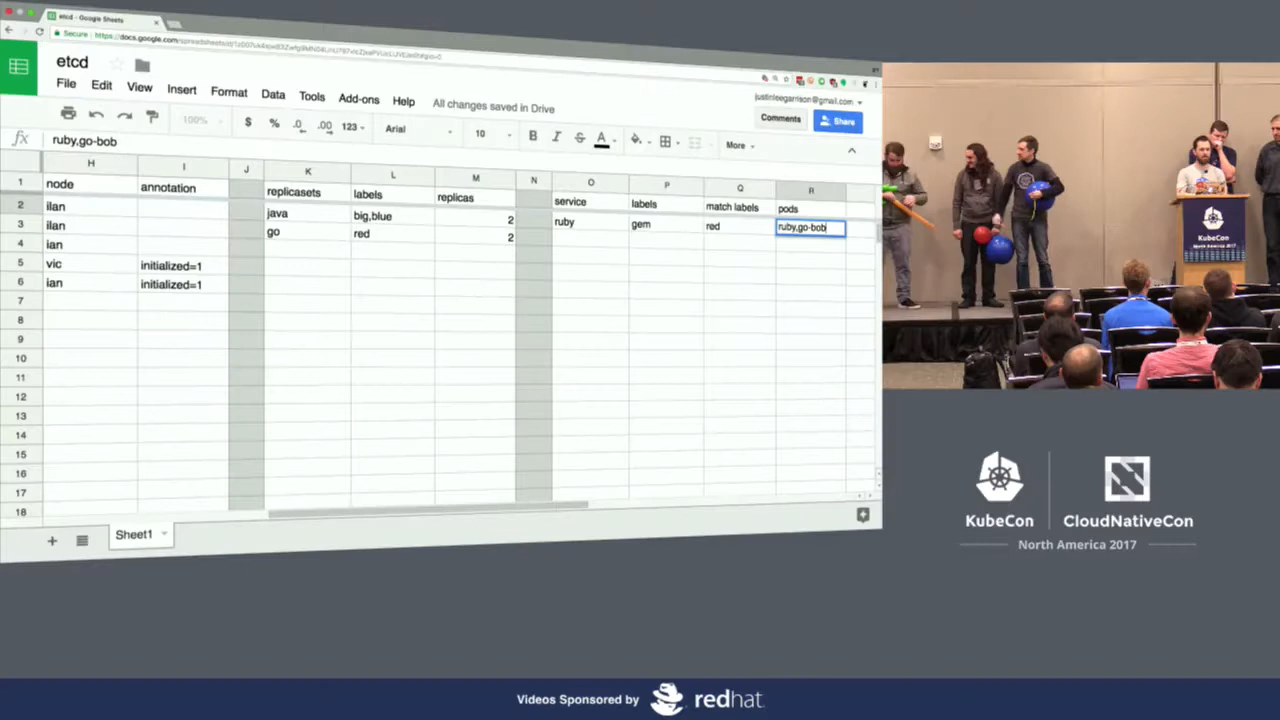 etcd - Google Sheets
Secure
etcd
File Edit View Insert Format Data Tools Add-ons Help All changes saved in Drive
justinleegarrison@gmail.com
Comments
Share
100% $ % .0 .00 123 Arial 10 B I S A More
fx ruby,go-bob
H I J K L M N O P Q R
1 node annotation replicasets labels replicas service labels match labels pods
2 ilan java big,blue 2 ruby gem red ruby,go-bob
3 ilan go red 2
4 ian
5 vic initialized=1
6 ian initialized=1
7
8
9
10
11
12
13
14
15
16
17
18
Sheet1
KubeCon
North America 2017
KubeCon
CloudNativeCon
North America 2017
Videos Sponsored by redhat.